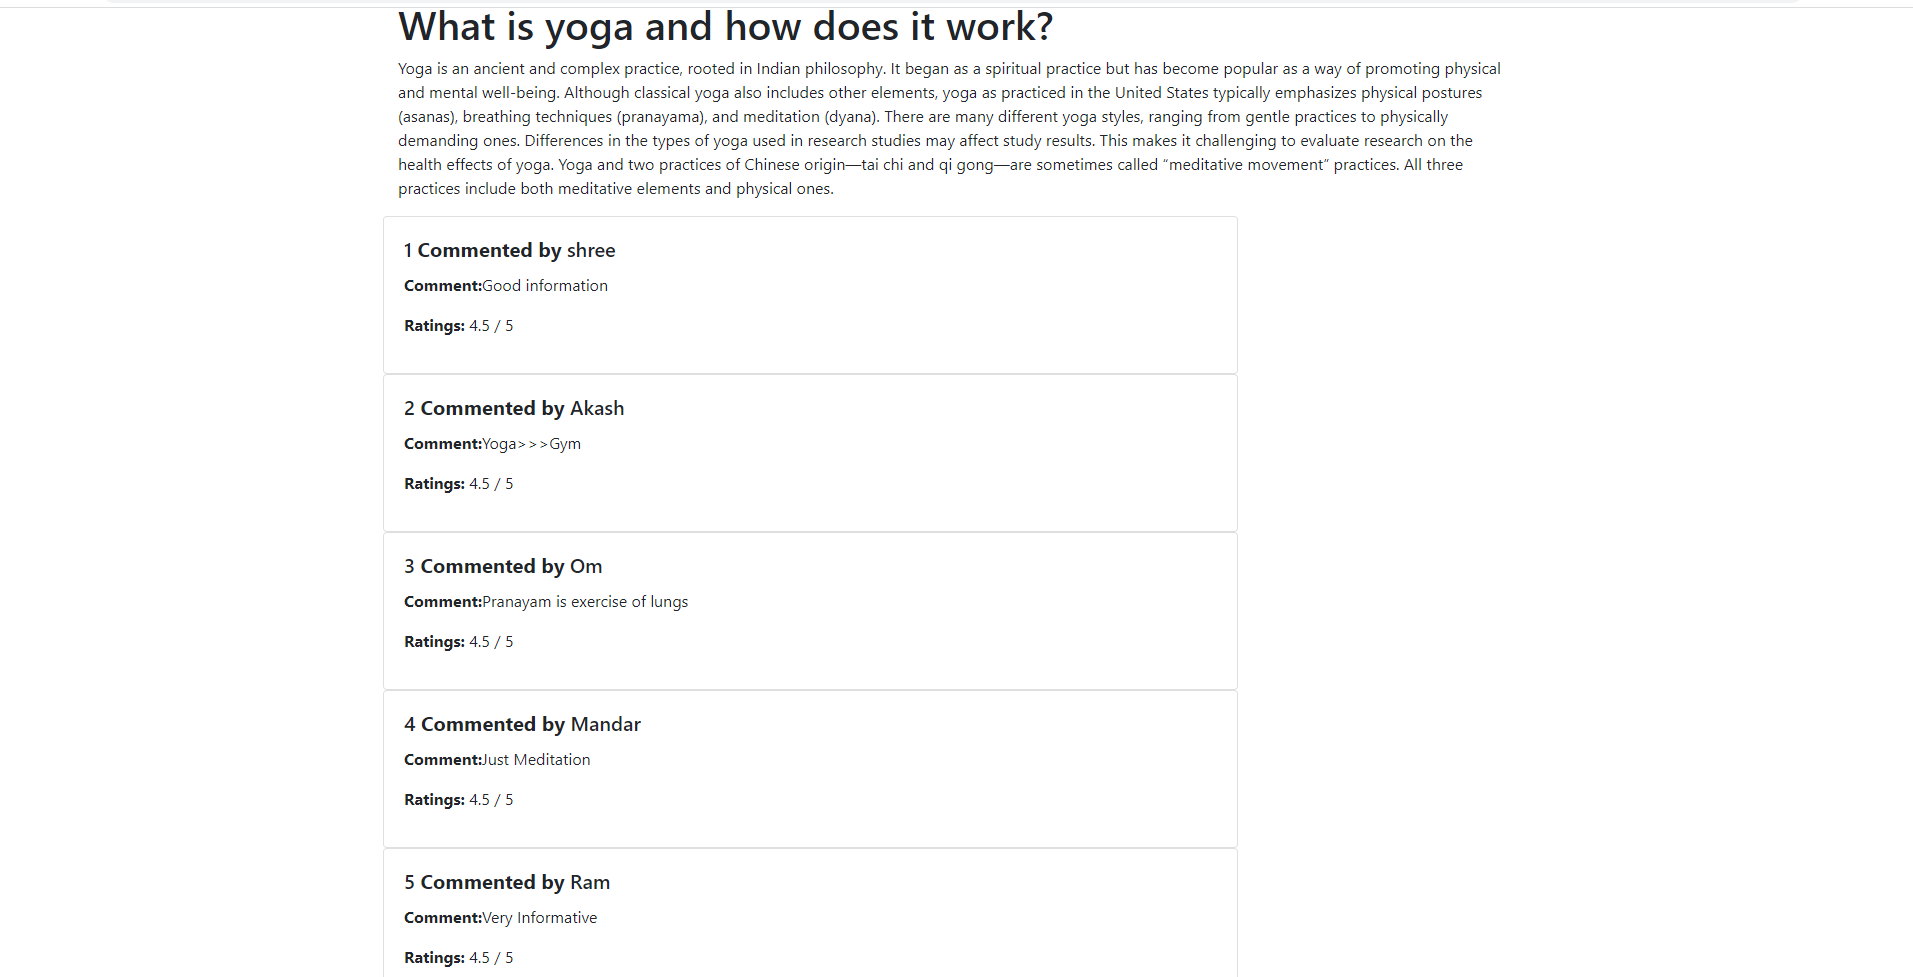 What is yoga and how does it work?
Yoga is an ancient and complex practice, rooted in Indian philosophy. It began as a spiritual practice but has become popular as a way of promoting physical
and mental well-being. Although classical yoga also includes other elements, yoga as practiced in the United States typically emphasizes physical postures
(asanas), breathing techniques (pranayama), and meditation (dyana). There are many different yoga styles, ranging from gentle practices to physically
demanding ones. Differences in the types of yoga used in research studies may affect study results. This makes it challenging to evaluate research on the
health effects of yoga. Yoga and two practices of Chinese origin—tai chi and qi gong—are sometimes called “meditative movement” practices. All three
practices include both meditative elements and physical ones.
1 Commented by shree
Comment:Good information
Ratings: 4.5 / 5
2 Commented by Akash
Comment:Yoga>>>Gym
Ratings: 4.5 / 5
3 Commented by Om
Comment:Pranayam is exercise of lungs
Ratings: 4.5 / 5
4 Commented by Mandar
Comment:Just Meditation
Ratings: 4.5 / 5
5 Commented by Ram
Comment:Very Informative
Ratings: 4.5 / 5